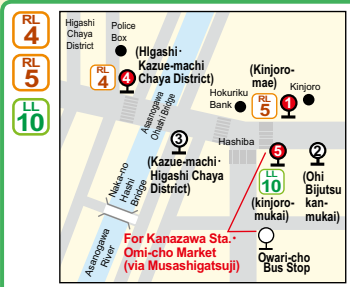 RL
4
RL
5
LL
10
Higashi
Chaya
District
Police
Box
(HIgashi･
Kazue-machi
Chaya District)
RL
4
4
Asanogawa
Ohashi Bridge
Hokuriku
Bank
(Kinjoro-
mae)
RL
5
1
Kinjoro
3
(Kazue-machi･
Higashi Chaya
District)
Hashiba
5
LL
10
(kinjoro-
mukai)
2
(Ohi
Bijutsu
kan-
mukai)
Naka-no
Hashi
Bridge
Asanogawa
River
For Kanazawa Sta.･
Omi-cho Market
(via Musashigatsuji)
Owari-cho
Bus Stop